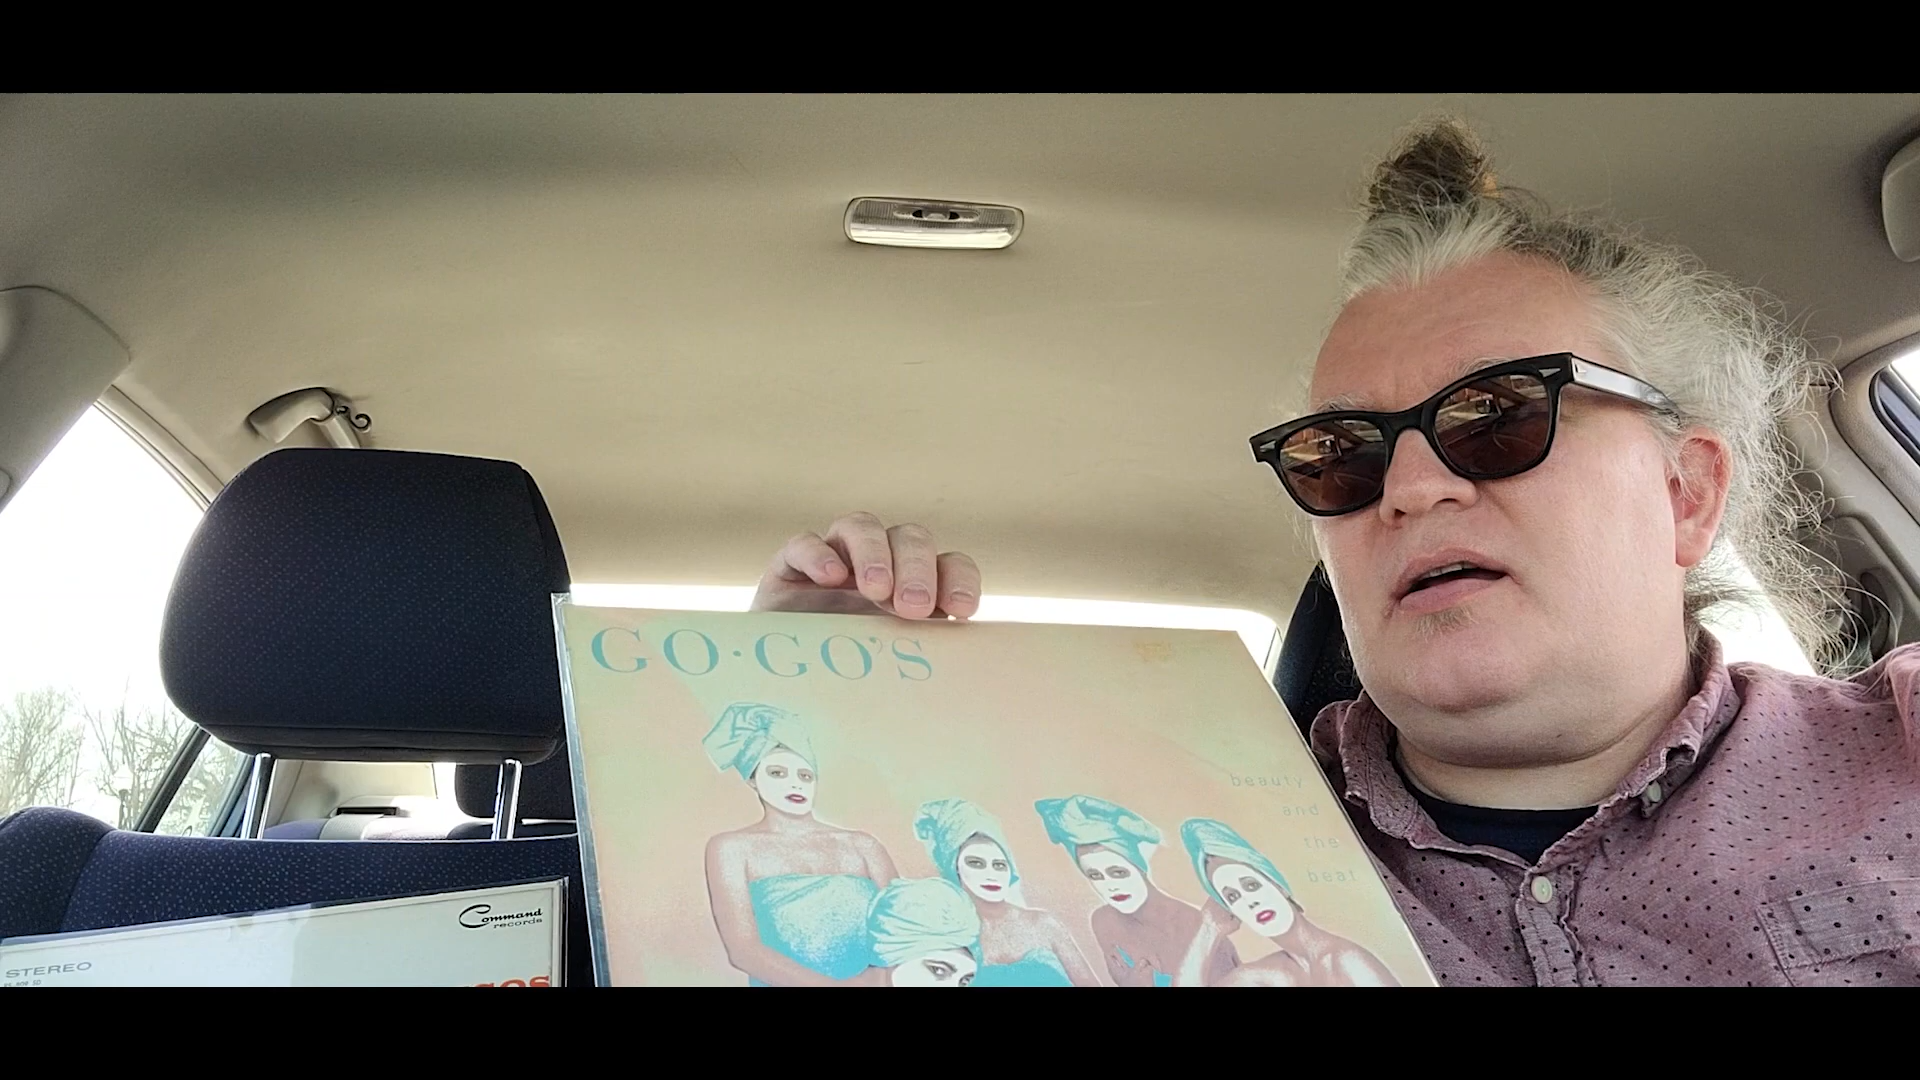 GO·GO'S
beauty
and
the
beat
Command
records
STEREO